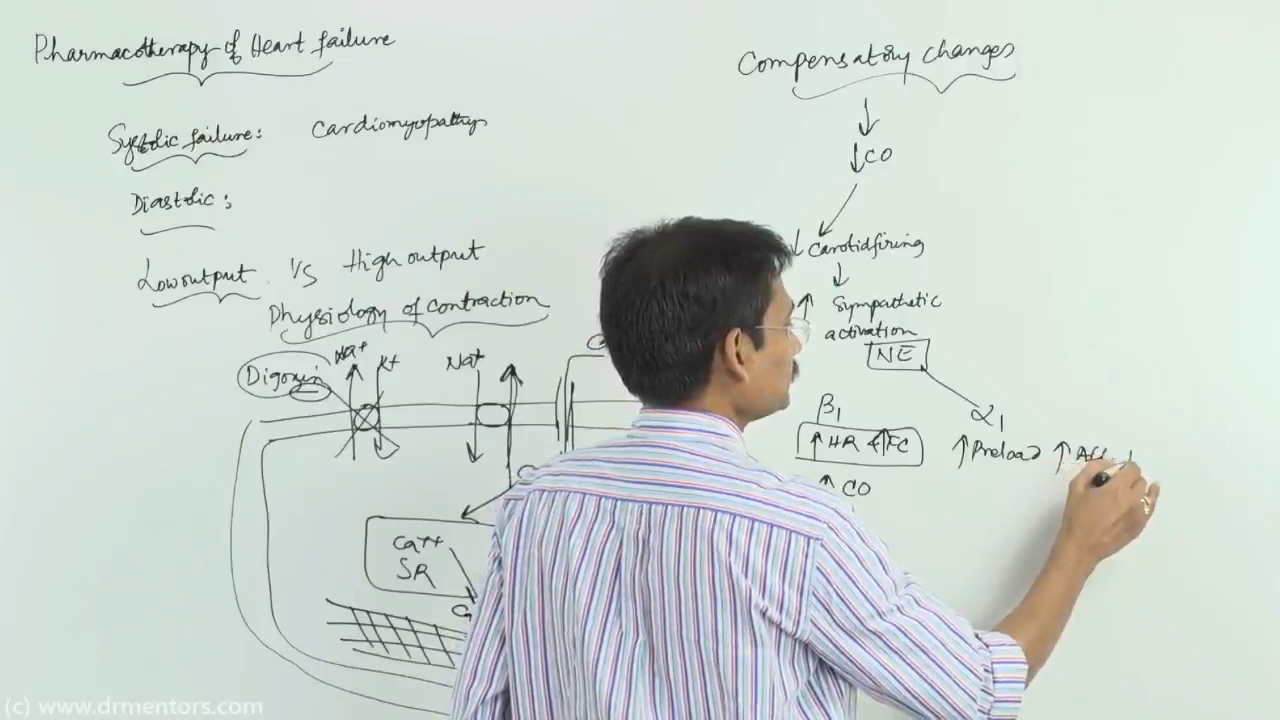 Pharmacotherapy of Heart failure
Systolic failure: Cardiomyopathy
Diastolic:
Low output Vs High output
Physiology of contraction
Digoxin
Na+ K+ Na+
Ca++
SR
Compensatory changes
↓CO
↓ Carotid firing
↑ Sympathetic
activation
NE
β1 α1
↑HR & ↑FC
↑Preload ↑
↑ CO
(c) www.drmentors.com